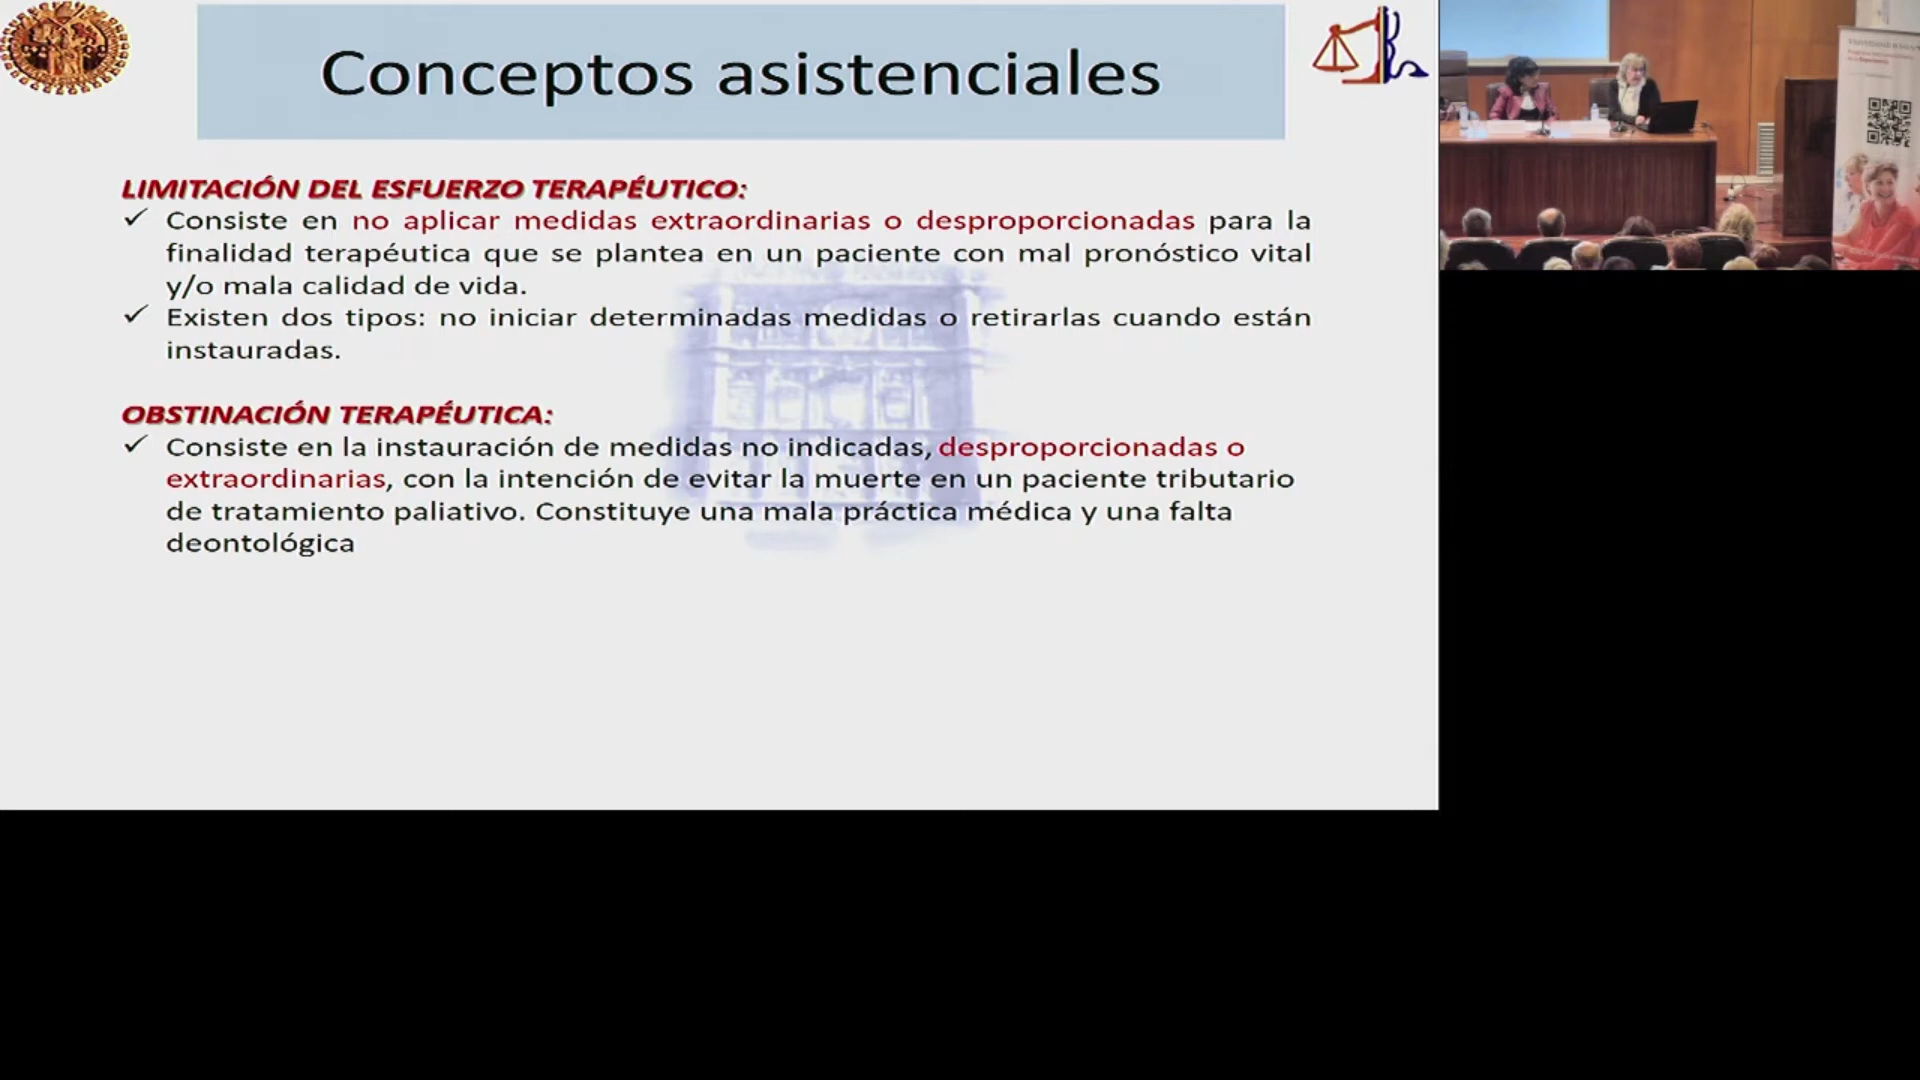 Conceptos asistenciales
LIMITACIÓN DEL ESFUERZO TERAPÉUTICO:
✓ Consiste en no aplicar medidas extraordinarias o desproporcionadas para la
finalidad terapéutica que se plantea en un paciente con mal pronóstico vital
y/o mala calidad de vida.
✓ Existen dos tipos: no iniciar determinadas medidas o retirarlas cuando están
instauradas.
OBSTINACIÓN TERAPÉUTICA:
✓ Consiste en la instauración de medidas no indicadas, desproporcionadas o
extraordinarias, con la intención de evitar la muerte en un paciente tributario
de tratamiento paliativo. Constituye una mala práctica médica y una falta
deontológica